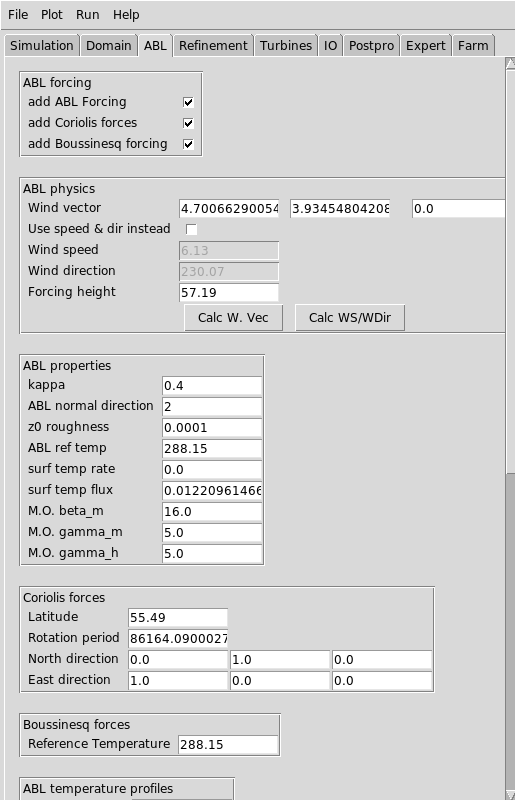 File Plot Run Help
Simulation Domain ABL Refinement Turbines IO Postpro Expert Farm
ABL forcing
add ABL Forcing
add Coriolis forces
add Boussinesq forcing
ABL physics
Wind vector 4.70066290054 3.93454804208 0.0
Use speed & dir instead
Wind speed 6.13
Wind direction 230.07
Forcing height 57.19
Calc W. Vec Calc WS/WDir
ABL properties
kappa 0.4
ABL normal direction 2
z0 roughness 0.0001
ABL ref temp 288.15
surf temp rate 0.0
surf temp flux 0.01220961466
M.O. beta_m 16.0
M.O. gamma_m 5.0
M.O. gamma_h 5.0
Coriolis forces
Latitude 55.49
Rotation period 86164.0900027
North direction 0.0 1.0 0.0
East direction 1.0 0.0 0.0
Boussinesq forces
Reference Temperature 288.15
ABL temperature profiles